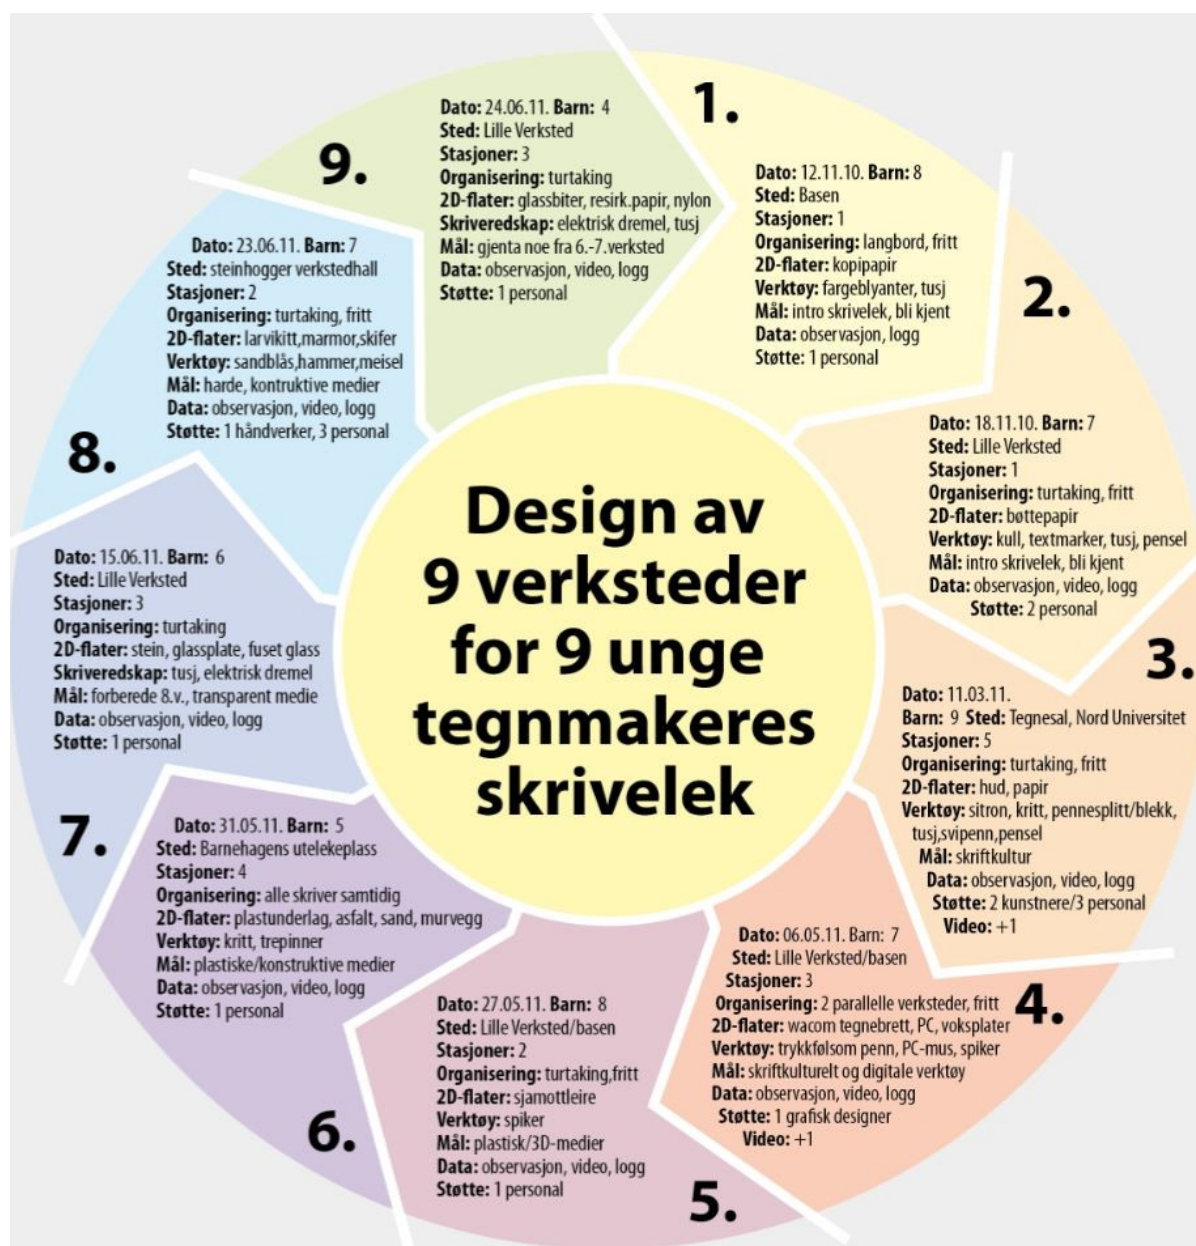 Design av
9 verksteder
for 9 unge
tegnmakeres
skrivelek
1.
Dato: 12.11.10. Barn: 8
Sted: Basen
Stasjoner: 1
Organisering: langbord, fritt
2D-flater: kopipapir
Verktøy: fargeblyanter, tusj
Mål: intro skrivelek, bli kjent
Data: observasjon, logg
Støtte: 1 personal
2.
Dato: 18.11.10. Barn: 7
Sted: Lille Verksted
Stasjoner: 1
Organisering: turtaking, fritt
2D-flater: bøttepapir
Verktøy: kull, textmarker, tusj, pensel
Mål: intro skrivelek, bli kjent
Data: observasjon, video, logg
Støtte: 2 personal
3.
Dato: 11.03.11.
Barn: 9 Sted: Tegnesal, Nord Universitet
Stasjoner: 5
Organisering: turtaking, fritt
2D-flater: hud, papir
Verktøy: sitron, kritt, pennesplitt/blekk,
tusj,svipenn,pensel
Mål: skriftkultur
Data: observasjon, video, logg
Støtte: 2 kunstnere/3 personal
Video: +1
4.
Dato: 06.05.11. Barn: 7
Sted: Lille Verksted/basen
Stasjoner: 3
Organisering: 2 parallelle verksteder, fritt
2D-flater: wacom tegnebrett, PC, voksplater
Verktøy: trykkfølsom penn, PC-mus, spiker
Mål: skriftkulturelt og digitale verktøy
Data: observasjon, video, logg
Støtte: 1 grafisk designer
Video: +1
5.
Dato: 27.05.11. Barn: 8
Sted: Lille Verksted/basen
Stasjoner: 2
Organisering: turtaking,fritt
2D-flater: sjamottleire
Verktøy: spiker
Mål: plastisk/3D-medier
Data: observasjon, video, logg
Støtte: 1 personal
6.
Dato: 31.05.11. Barn: 5
Sted: Barnehagens utelekeplass
Stasjoner: 4
Organisering: alle skriver samtidig
2D-flater: plastunderlag, asfalt, sand, murvegg
Verktøy: kritt, trepinner
Mål: plastiske/konstruktive medier
Data: observasjon, video, logg
Støtte: 1 personal
7.
Dato: 15.06.11. Barn: 6
Sted: Lille Verksted
Stasjoner: 3
Organisering: turtaking
2D-flater: stein, glassplate, fuset glass
Skriveredskap: tusj, elektrisk dremel
Mål: forberede 8.v., transparent medie
Data: observasjon, video, logg
Støtte: 1 personal
8.
Dato: 23.06.11. Barn: 7
Sted: steinhogger verkstedhall
Stasjoner: 2
Organisering: turtaking, fritt
2D-flater: larvikitt,marmor,skifer
Verktøy: sandblås,hammer,meisel
Mål: harde, kontruktive medier
Data: observasjon, video, logg
Støtte: 1 håndverker, 3 personal
9.
Dato: 24.06.11. Barn: 4
Sted: Lille Verksted
Stasjoner: 3
Organisering: turtaking
2D-flater: glassbiter, resirk.papir, nylon
Skriveredskap: elektrisk dremel, tusj
Mål: gjenta noe fra 6.-7.verksted
Data: observasjon, video, logg
Støtte: 1 personal